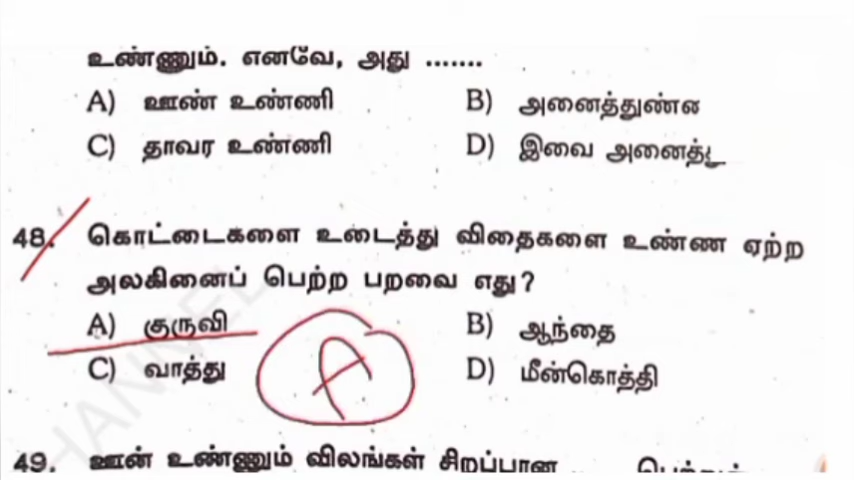 உண்ணும். எனவே, அது .......
A) ஊண் உண்ணி B) அனைத்துண்ண
C) தாவர உண்ணி D) இவை அனைத்து
48. கொட்டைகளை உடைத்து விதைகளை உண்ண ஏற்ற
அலகினைப் பெற்ற பறவை எது?
A) குருவி B) ஆந்தை
A
C) வாத்து D) மீன்கொத்தி
49. ஊன் உண்ணும் விலங்கள் சிறப்பான